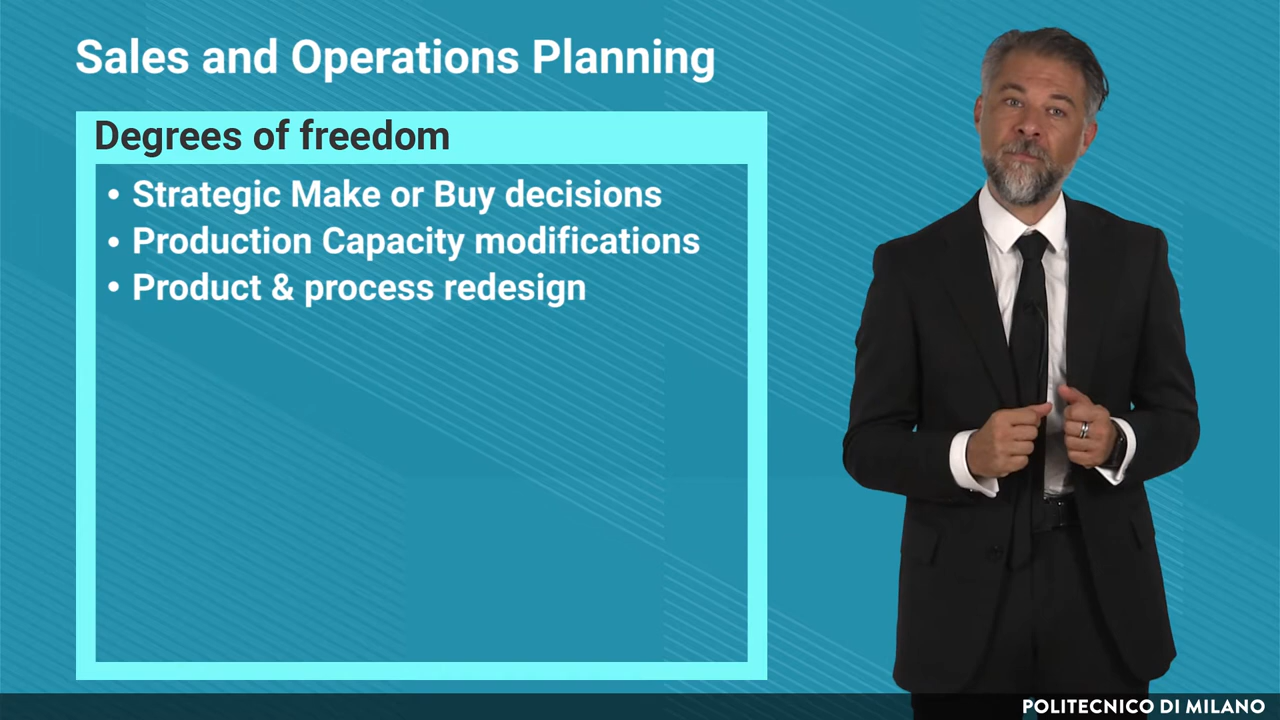 Sales and Operations Planning
Degrees of freedom
• Strategic Make or Buy decisions
• Production Capacity modifications
• Product & process redesign
POLITECNICO DI MILANO